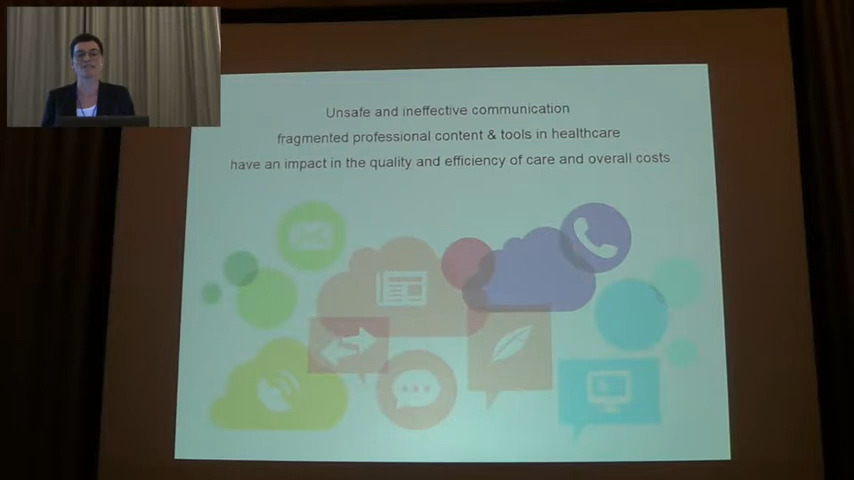 Unsafe and ineffective communication
fragmented professional content & tools in healthcare
have an impact in the quality and efficiency of care and overall costs